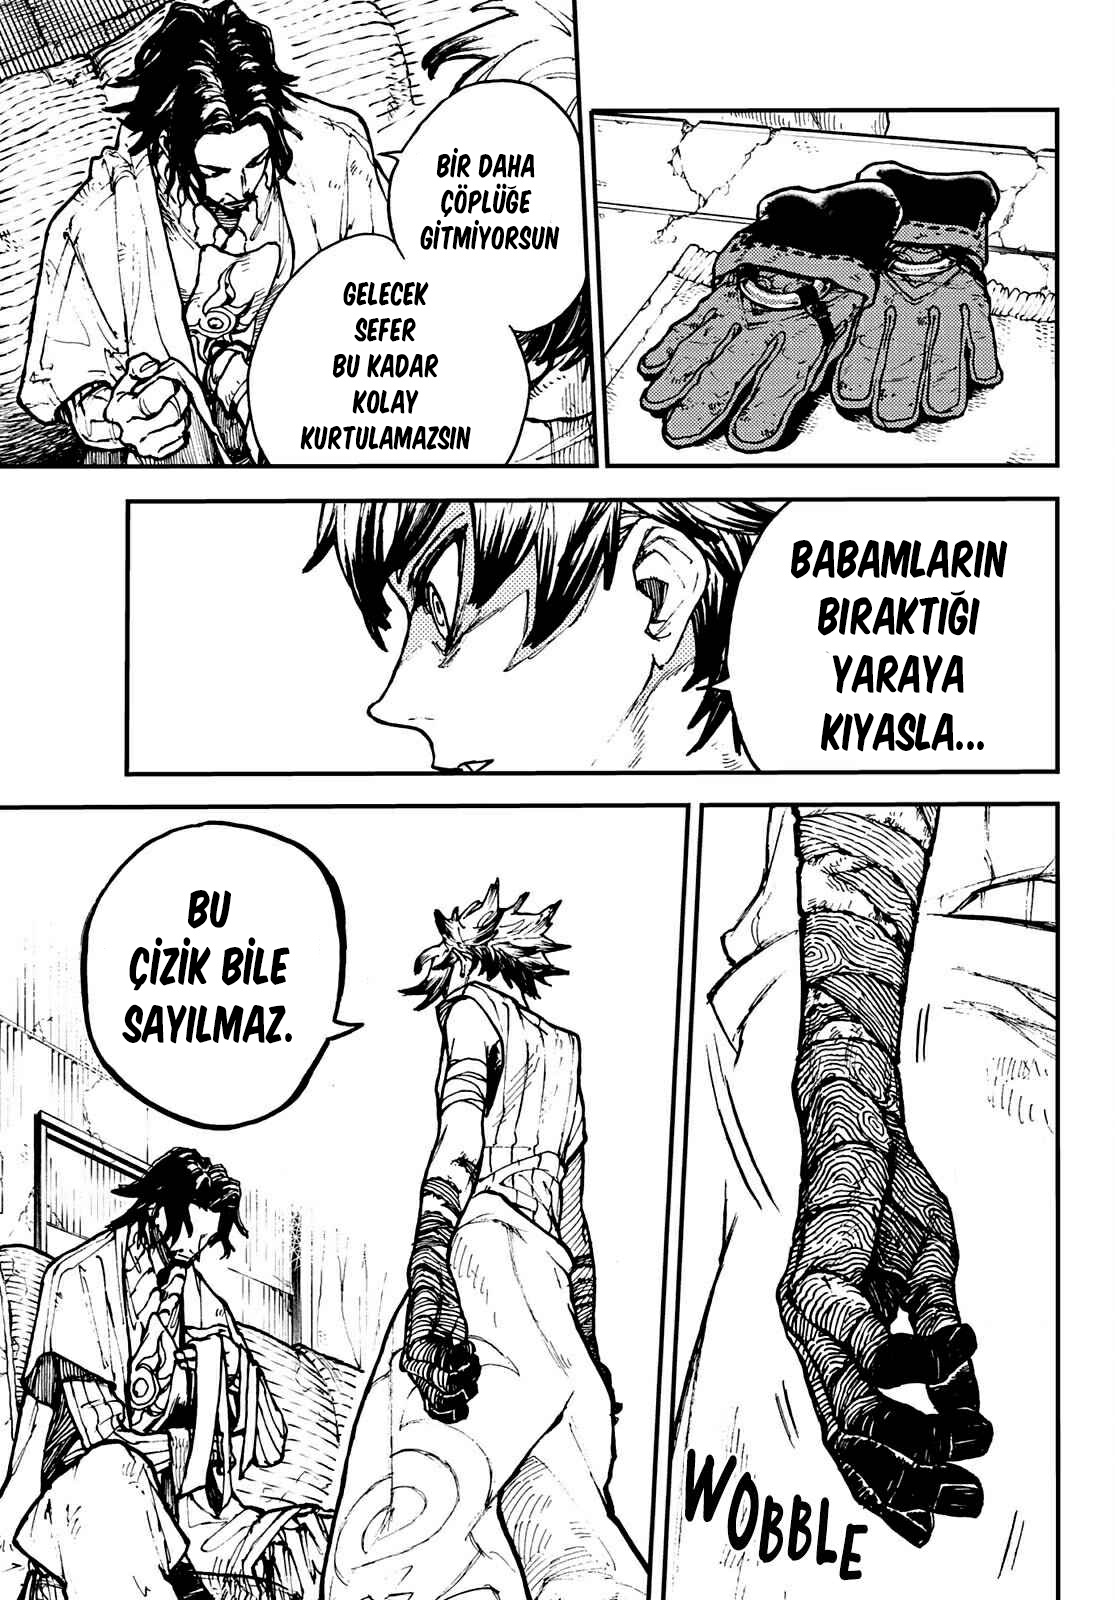 BİR DAHA
ÇÖPLÜĞE
GİTMİYORSUN
GELECEK
SEFER
BU KADAR
KOLAY
KURTULAMAZSIN
BABAMLARIN
BIRAKTIĞI
YARAYA
KIYASLA...
BU
ÇİZİK BİLE
SAYILMAZ.
WOBBLE